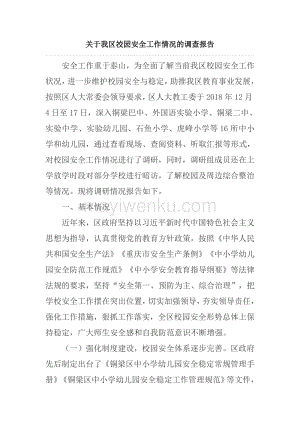 关于我区校园安全工作情况的调查报告
安全工作重于泰山，为全面了解当前我区校园安全工作
状况，进一步维护校园安全与稳定，助推我区教育事业发展，
按照区人大常委会领导要求，区人大教工委于 2018 年 12 月
4 日至 17 日，深入铜梁巴中、外国语实验小学、铜梁二中、
实验中学、实验幼儿园、石鱼小学、虎峰小学等 16 所中小学
和幼儿园，通过查看现场、查阅资料、听取汇报等形式，
对校园安全工作情况进行了调研。同时，调研组成员还在上
学放学时段对部分学校进行了暗访，了解校园及周边综合整
治等情况。现将调研情况报告如下。
一、基本情况
近年来，区政府坚持以习近平新时代中国特色社会主义
思想为指导，认真贯彻党的教育方针政策，按照《中华人民
共和国安全生产法》《重庆市安全生产条例》《中小学幼儿
园安全防范工作规范》《中小学安全教育指导纲要》等法律
法规的要求，坚持“安全第一、预防为主、综合治理”，把
学校安全工作摆在突出位置，切实加强领导，夯实领导责任，
强化工作措施，狠抓工作落实，全区校园安全形势总体上保
持稳定，广大师生安全感和自我防范意识不断增强。
（一）强化制度建设，校园安全体系逐步完善。区政府
先后制定出台了《铜梁区中小学幼儿园安全稳定常规管理手
册》《铜梁区中小学幼儿园安全稳定工作管理规范》等文件，
yiwenku.com